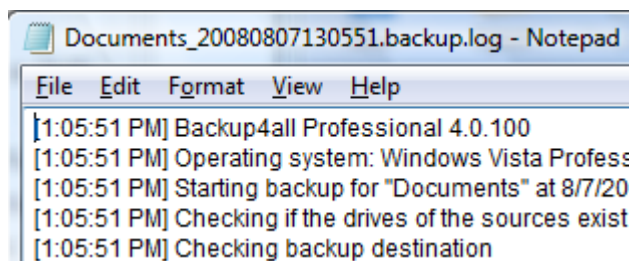 Documents_20080807130551.backup.log - Notepad
File Edit Format View Help
[1:05:51 PM] Backup4all Professional 4.0.100
[1:05:51 PM] Operating system: Windows Vista Profess
[1:05:51 PM] Starting backup for "Documents" at 8/7/20
[1:05:51 PM] Checking if the drives of the sources exist
[1:05:51 PM] Checking backup destination